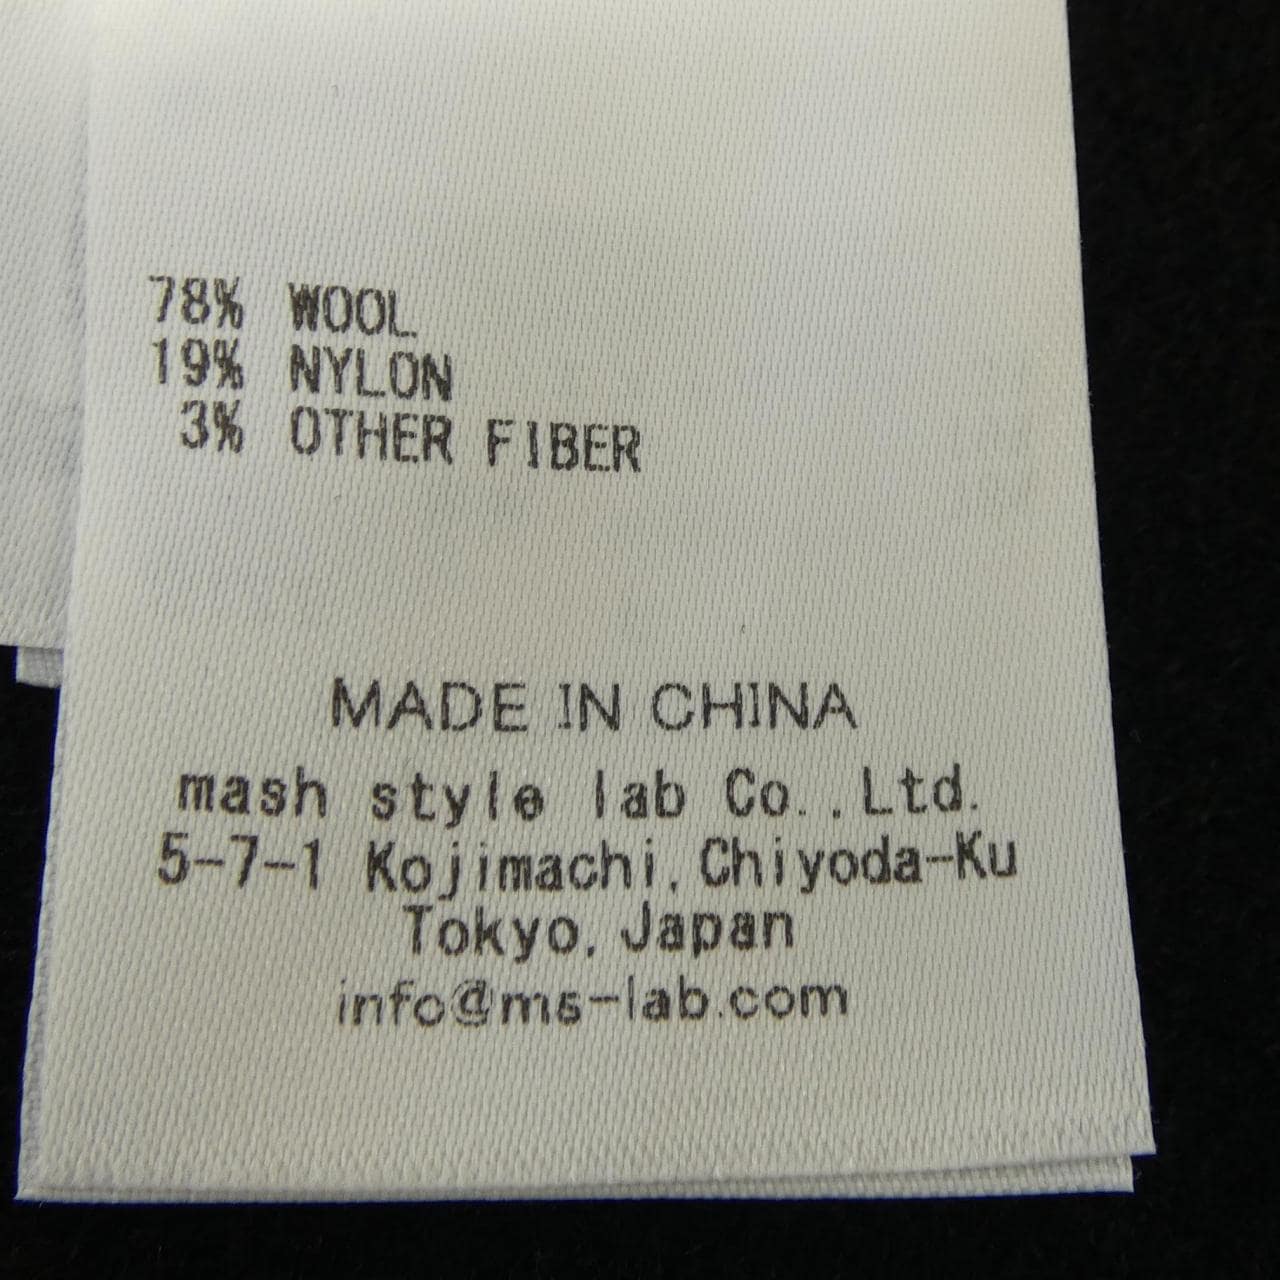 78% WOOL
19% NYLON
3% OTHER FIBER
MADE IN CHINA
mash style lab Co.,Ltd.
5-7-1 Kojimachi, Chiyoda-Ku
Tokyo, Japan
info@ms-lab.com